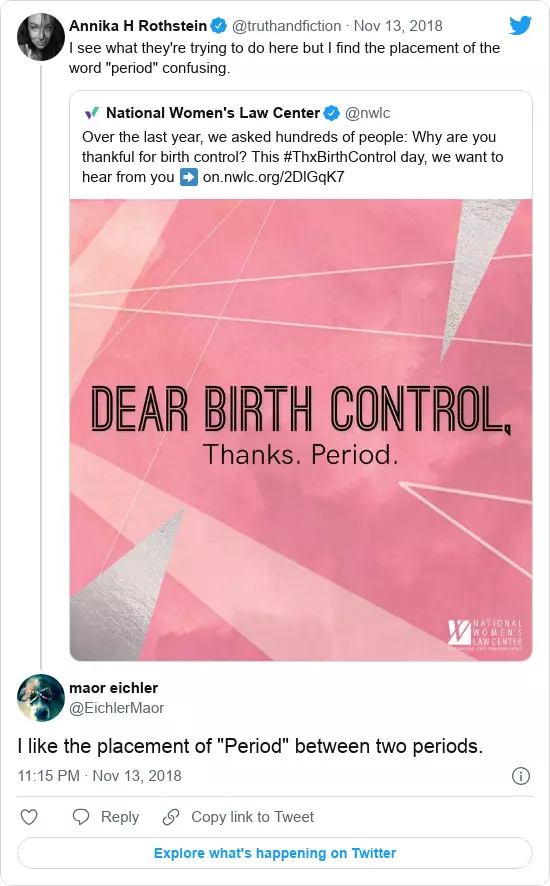 Annika H Rothstein @truthandfiction · Nov 13, 2018
I see what they're trying to do here but I find the placement of the
word "period" confusing.
National Women's Law Center @nwlc
Over the last year, we asked hundreds of people: Why are you
thankful for birth control? This #ThxBirthControl day, we want to
hear from you ➡️ on.nwlc.org/2DlGqK7
DEAR BIRTH CONTROL,
Thanks. Period.
NATIONAL
WOMEN'S
LAW CENTER
maor eichler
@EichlerMaor
I like the placement of "Period" between two periods.
11:15 PM · Nov 13, 2018
Reply
Copy link to Tweet
Explore what's happening on Twitter